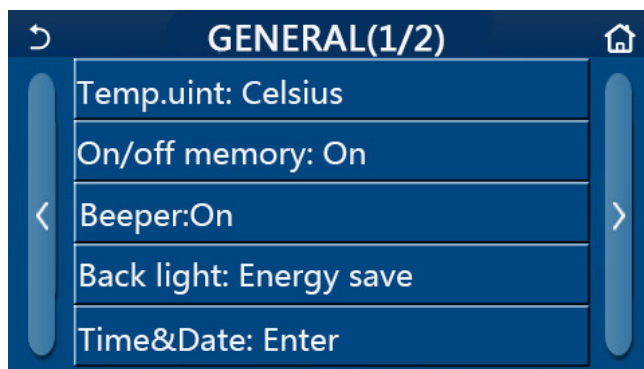 GENERAL(1/2)
Temp.uint: Celsius
On/off memory: On
Beeper:On
Back light: Energy save
Time&Date: Enter